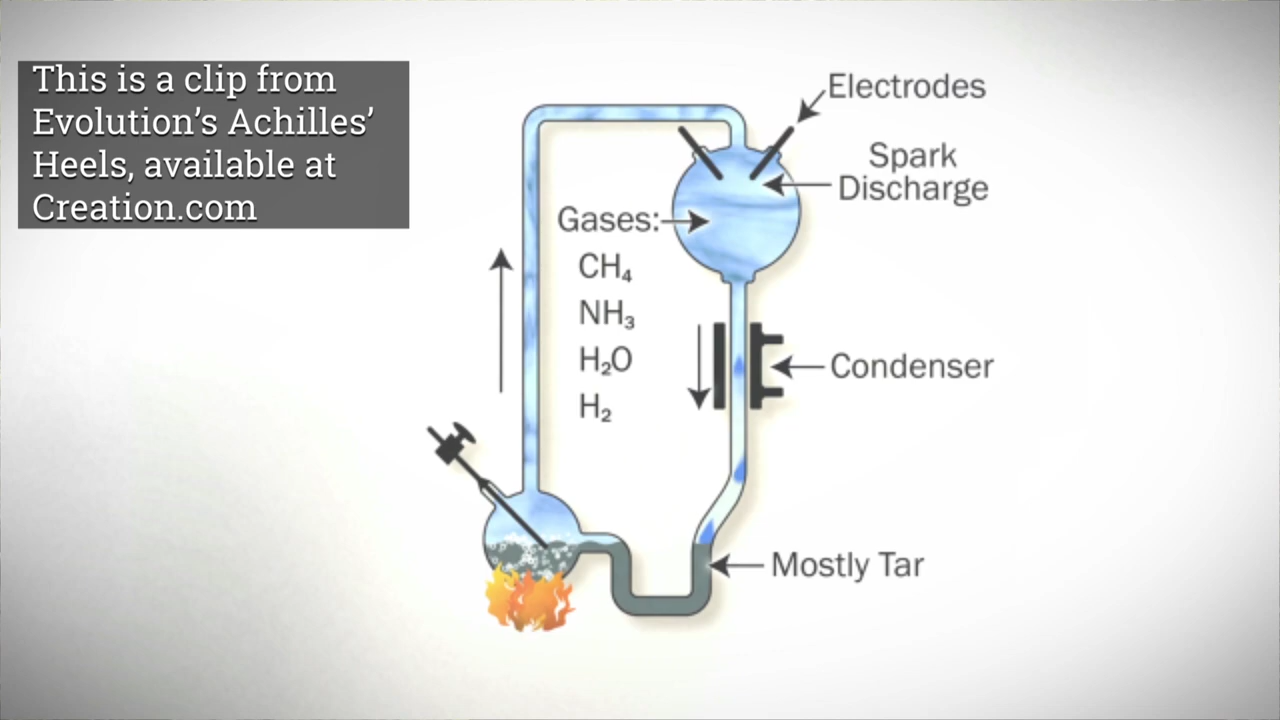 This is a clip from
Evolution’s Achilles’
Heels, available at
Creation.com
Electrodes
Spark
Discharge
Gases:
CH₄
NH₃
H₂O
H₂
Condenser
Mostly Tar